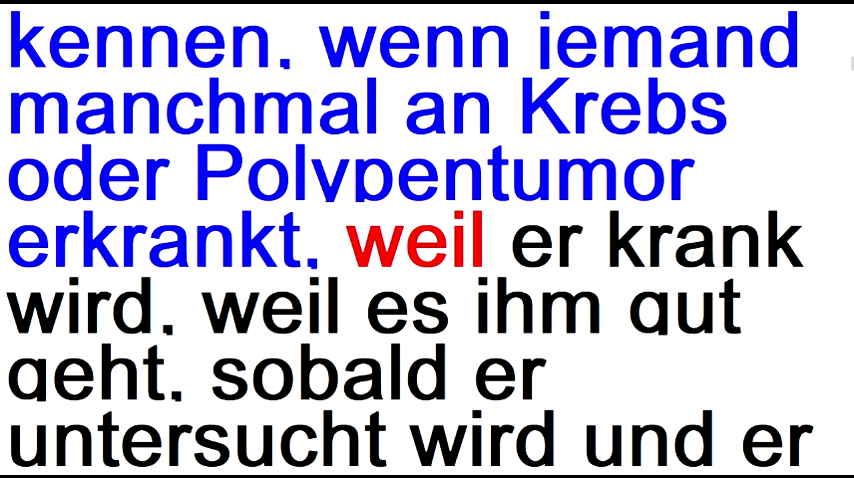 kennen, wenn jemand
manchmal an Krebs
oder Polypentumor
erkrankt, weil er krank
wird, weil es ihm gut
geht, sobald er
untersucht wird und er